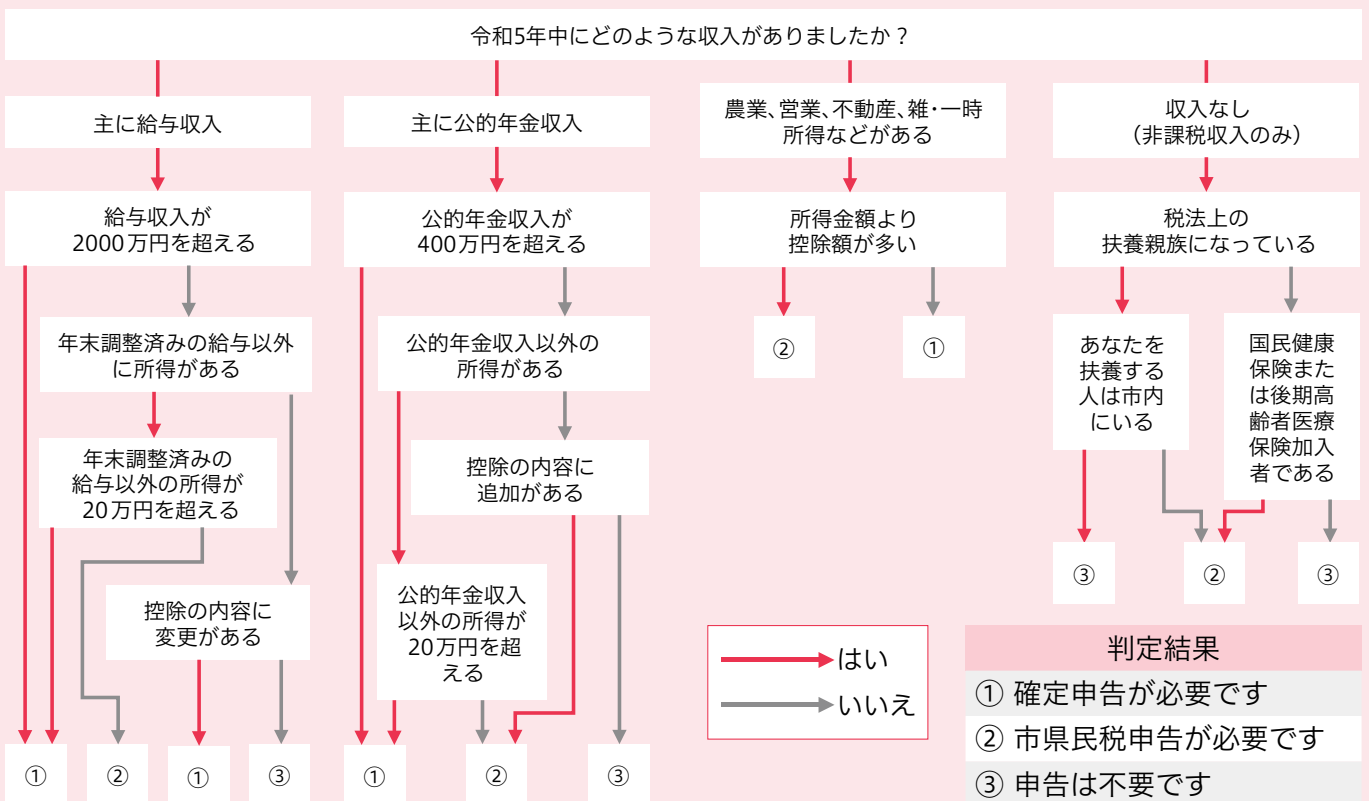 令和5年中にどのような収入がありましたか？
主に給与収入
主に公的年金収入
農業、営業、不動産、雑・一時
所得などがある
収入なし
（非課税収入のみ）
給与収入が
2000万円を超える
公的年金収入が
400万円を超える
所得金額より
控除額が多い
税法上の
扶養親族になっている
年末調整済みの給与以外
に所得がある
公的年金収入以外の
所得がある
②
①
あなたを
扶養する
人は市内
にいる
国民健康
保険また
は後期高
齢者医療
保険加入
者である
年末調整済みの
給与以外の所得が
20万円を超える
控除の内容に
追加がある
③
②
③
控除の内容に
変更がある
公的年金収入
以外の所得が
20万円を超
える
①
②
①
③
①
②
③
はい
いいえ
判定結果
① 確定申告が必要です
② 市県民税申告が必要です
③ 申告は不要です